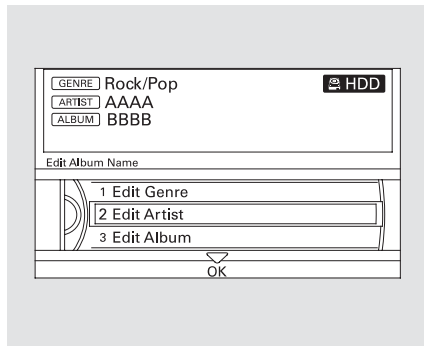 GENRE Rock/Pop HDD
ARTIST AAAA
ALBUM BBBB
Edit Album Name
1 Edit Genre
2 Edit Artist
3 Edit Album
OK